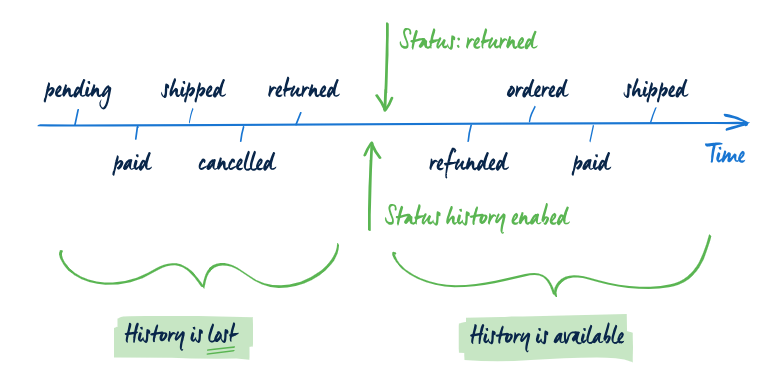 Status: returned
pending
shipped
returned
ordered
shipped
paid
cancelled
refunded
paid
Time
Status history enabed
History is lost
History is available